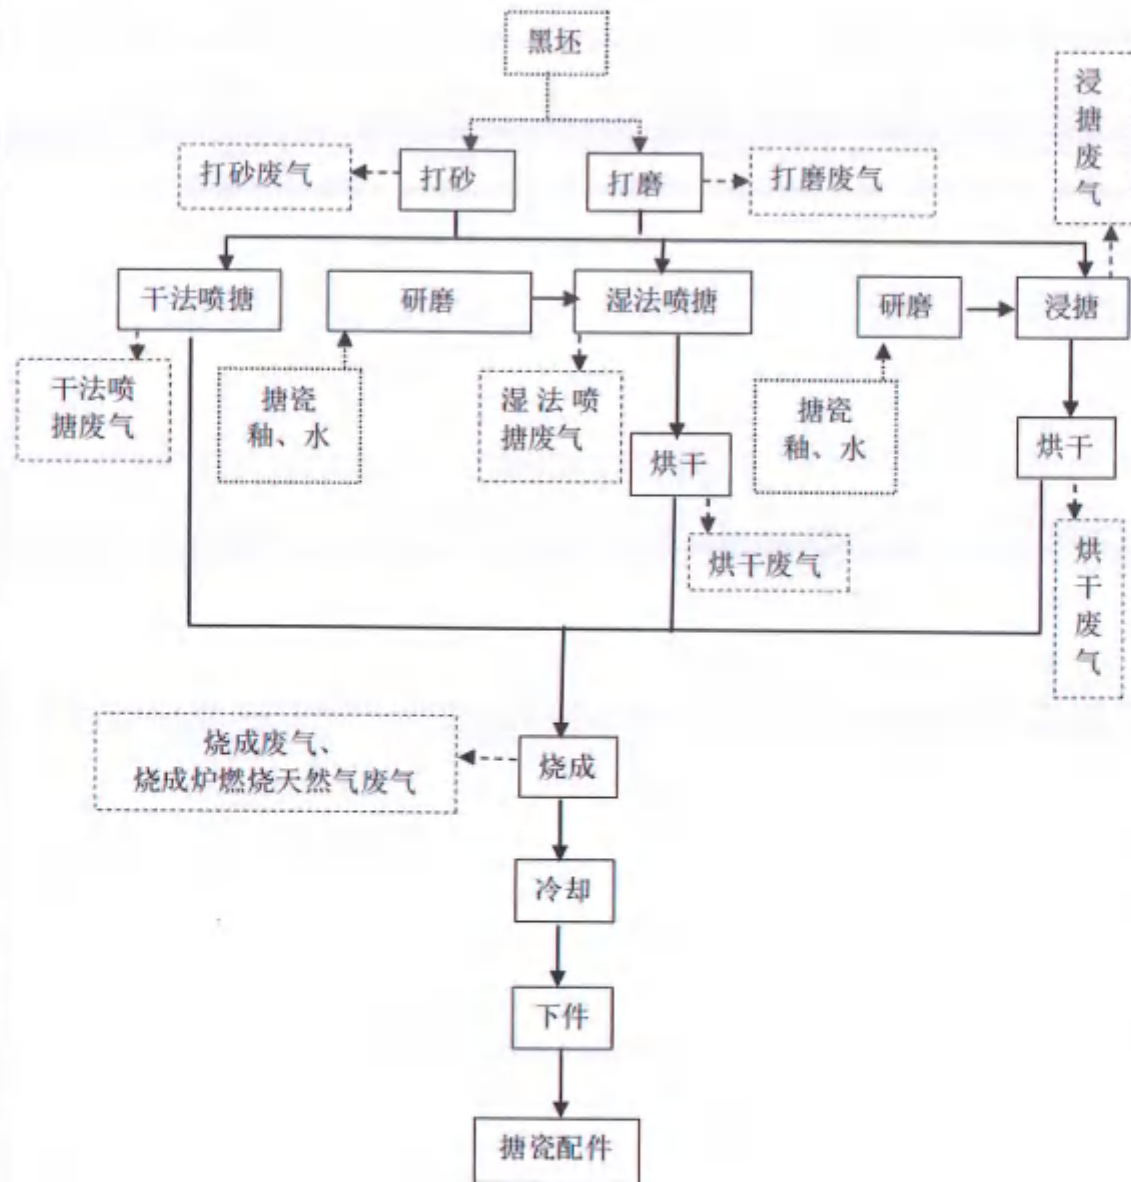 黑坯
浸
搪
废
气
打砂废气
打砂
打磨
打磨废气
干法喷搪
研磨
湿法喷搪
研磨
浸搪
干法喷
搪废气
搪瓷
釉、水
湿法喷
搪废气
烘干
搪瓷
釉、水
烘干
烘干废气
烘
干
废
气
烧成废气、
烧成炉燃烧天然气废气
烧成
冷却
下件
搪瓷配件